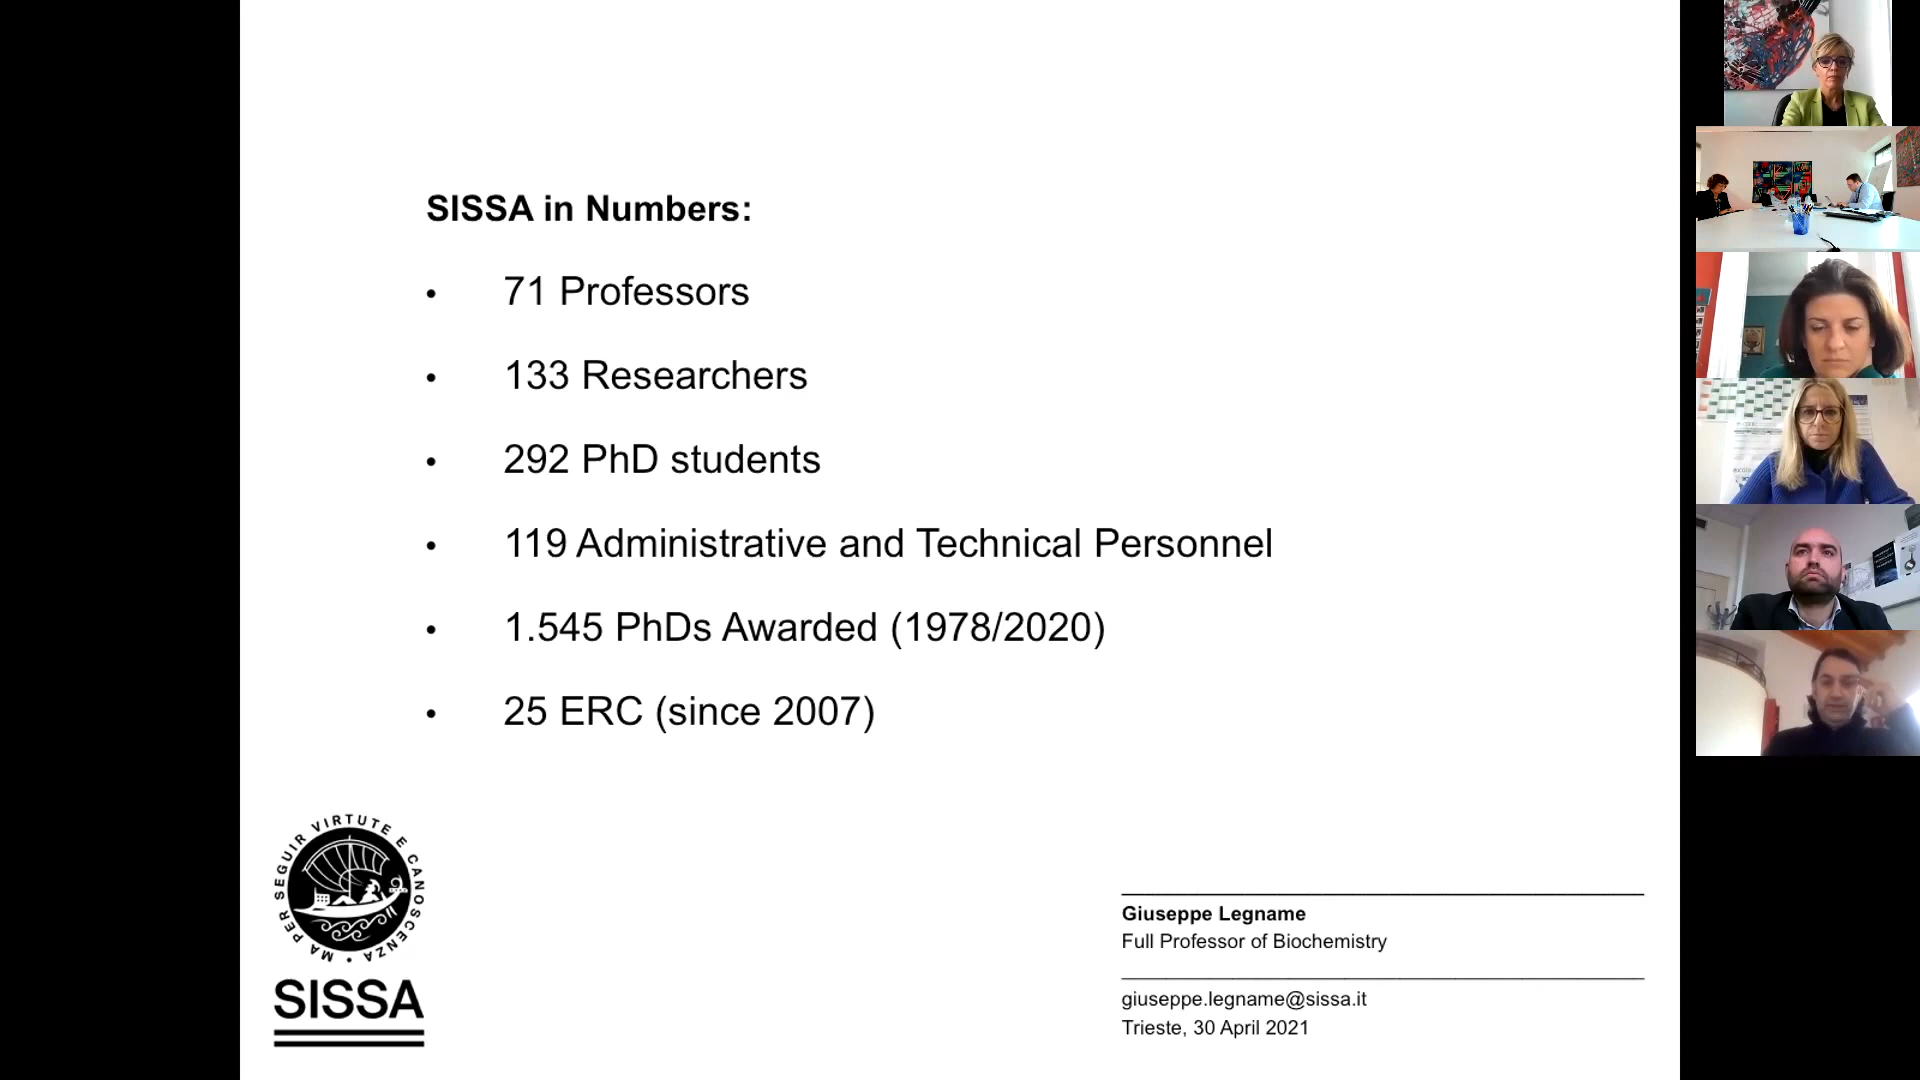 SISSA in Numbers:
• 71 Professors
• 133 Researchers
• 292 PhD students
• 119 Administrative and Technical Personnel
• 1.545 PhDs Awarded (1978/2020)
• 25 ERC (since 2007)
MA PER SEGUIR VIRTUTE E CANOSCENZA •
SISSA
Giuseppe Legname
Full Professor of Biochemistry
giuseppe.legname@sissa.it
Trieste, 30 April 2021